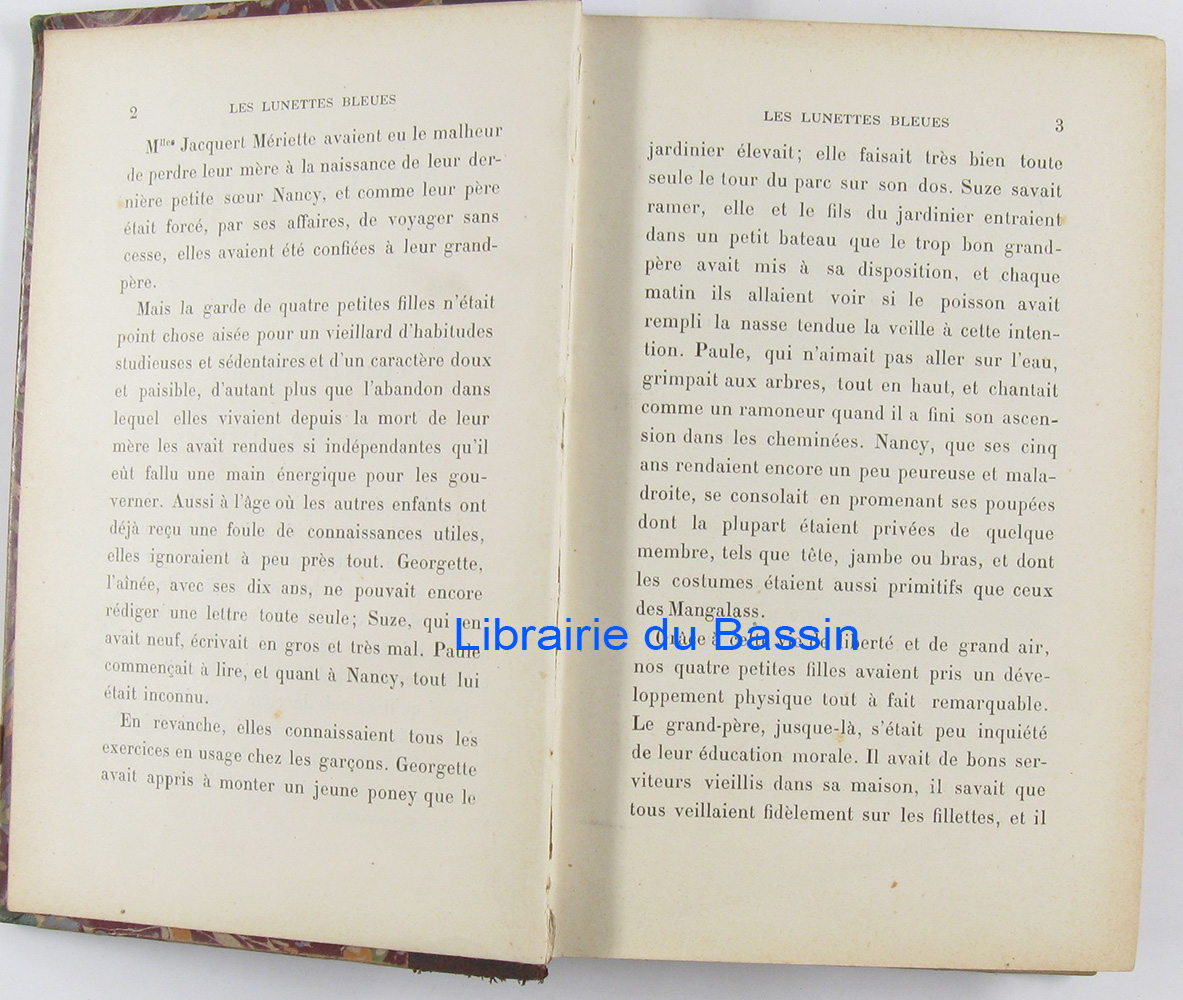 2 LES LUNETTES BLEUES
Mlles Jacquert Mériette avaient eu le malheur
de perdre leur mère à la naissance de leur der-
nière petite sœur Nancy, et comme leur père
était forcé, par ses affaires, de voyager sans
cesse, elles avaient été confiées à leur grand-
père.
Mais la garde de quatre petites filles n'était
point chose aisée pour un vieillard d'habitudes
studieuses et sédentaires et d'un caractère doux
et paisible, d'autant plus que l'abandon dans
lequel elles vivaient depuis la mort de leur
mère les avait rendues si indépendantes qu'il
eût fallu une main énergique pour les gou-
verner. Aussi à l'âge où les autres enfants ont
déjà reçu une foule de connaissances utiles,
elles ignoraient à peu près tout. Georgette,
l'aînée, avec ses dix ans, ne pouvait encore
rédiger une lettre toute seule; Suze, qui en
avait neuf, écrivait en gros et très mal. Paule
commençait à lire, et quant à Nancy, tout lui
était inconnu.
En revanche, elles connaissaient tous les
exercices en usage chez les garçons. Georgette
avait appris à monter un jeune poney que le
LES LUNETTES BLEUES 3
jardinier élevait; elle faisait très bien toute
seule le tour du parc sur son dos. Suze savait
ramer, elle et le fils du jardinier entraient
dans un petit bateau que le trop bon grand-
père avait mis à sa disposition, et chaque
matin ils allaient voir si le poisson avait
rempli la nasse tendue la veille à cette inten-
tion. Paule, qui n'aimait pas aller sur l'eau,
grimpait aux arbres, tout en haut, et chantait
comme un ramoneur quand il a fini son ascen-
sion dans les cheminées. Nancy, que ses cinq
ans rendaient encore un peu peureuse et mala-
droite, se consolait en promenant ses poupées
dont la plupart étaient privées de quelque
membre, tels que tête, jambe ou bras, et dont
les costumes étaient aussi primitifs que ceux
des Mangalass.
Grâce à cette vie de liberté et de grand air,
nos quatre petites filles avaient pris un déve-
loppement physique tout à fait remarquable.
Le grand-père, jusque-là, s'était peu inquiété
de leur éducation morale. Il avait de bons ser-
viteurs vieillis dans sa maison, il savait que
tous veillaient fidèlement sur les fillettes, et il
Librairie du Bassin